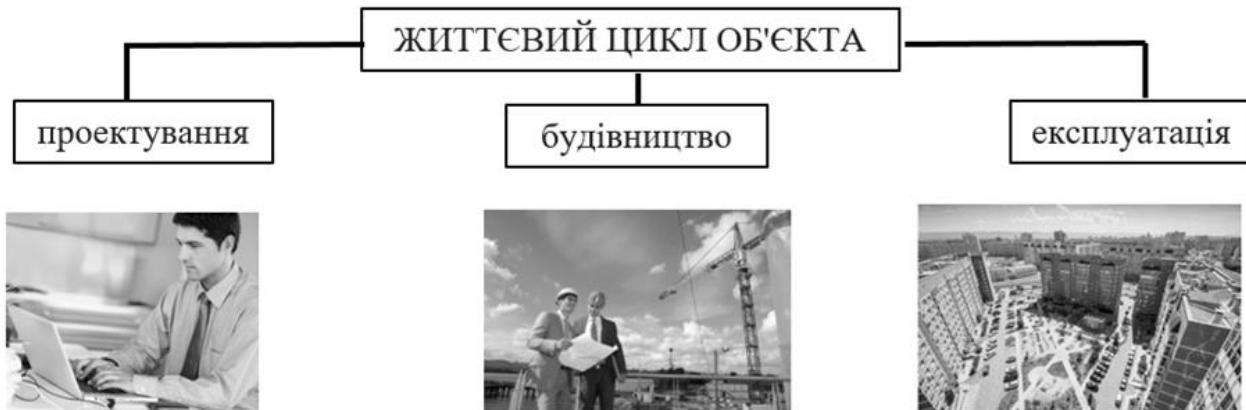 ЖИТТЄВИЙ ЦИКЛ ОБ'ЄКТА
проектування
будівництво
експлуатація